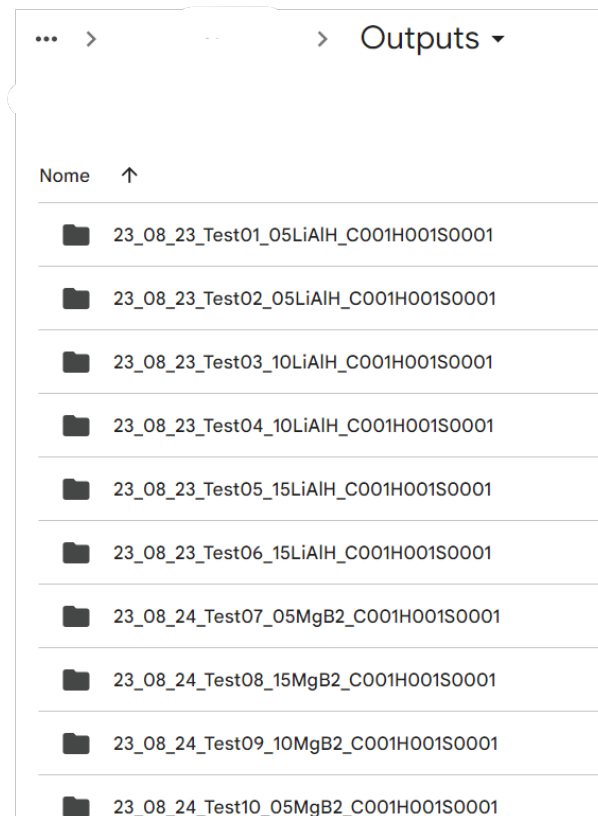 ... > > Outputs
Nome ↑
23_08_23_Test01_05LiAlH_C001H001S0001
23_08_23_Test02_05LiAlH_C001H001S0001
23_08_23_Test03_10LiAlH_C001H001S0001
23_08_23_Test04_10LiAlH_C001H001S0001
23_08_23_Test05_15LiAlH_C001H001S0001
23_08_23_Test06_15LiAlH_C001H001S0001
23_08_24_Test07_05MgB2_C001H001S0001
23_08_24_Test08_15MgB2_C001H001S0001
23_08_24_Test09_10MgB2_C001H001S0001
23_08_24_Test10_05MgB2_C001H001S0001